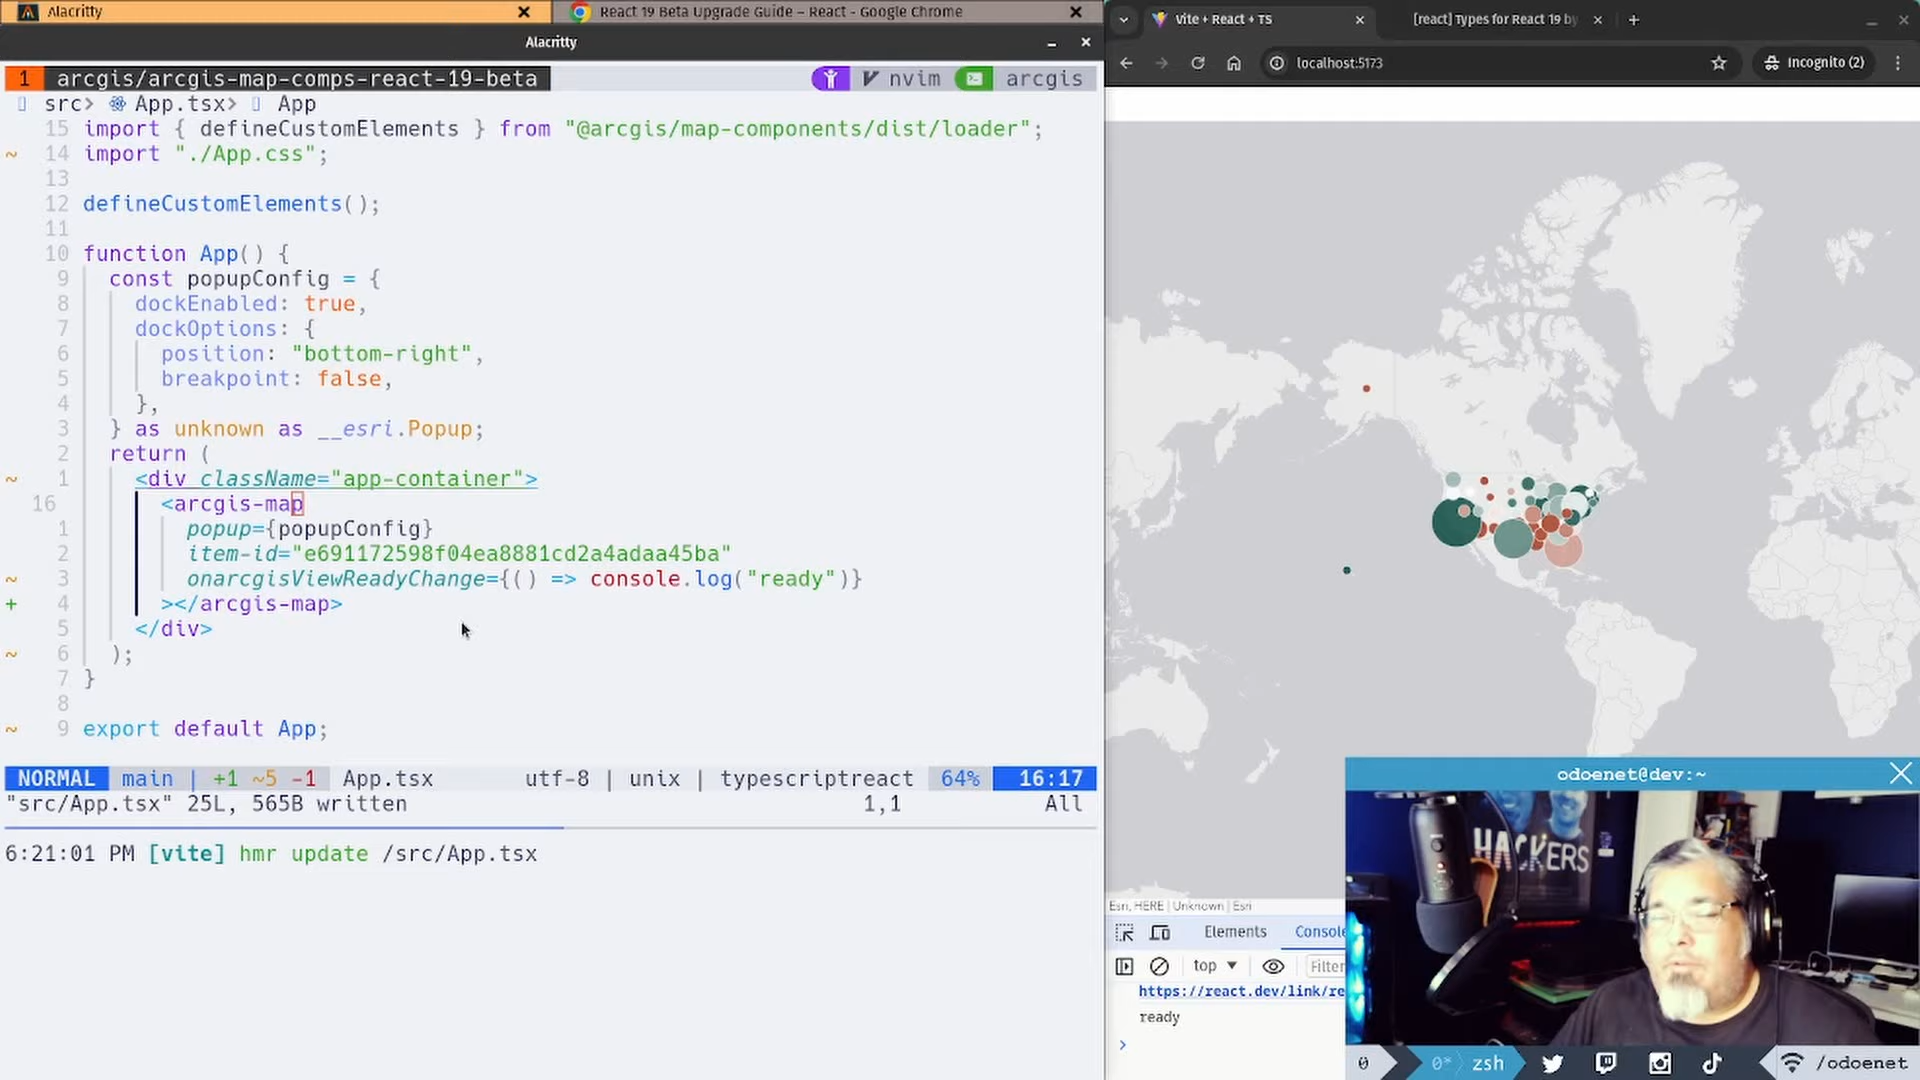 Alacritty
React 19 Beta Upgrade Guide – React - Google Chrome
Alacritty
1 arcgis/arcgis-map-comps-react-19-beta
nvim
arcgis
src> App.tsx> App
15 import { defineCustomElements } from "@arcgis/map-components/dist/loader";
~ 14 import "./App.css";
13
12 defineCustomElements();
11
10 function App() {
9 const popupConfig = {
8 dockEnabled: true,
7 dockOptions: {
6 position: "bottom-right",
5 breakpoint: false,
4 },
3 } as unknown as __esri.Popup;
2 return (
~ 1 <div className="app-container">
16 <arcgis-map
1 popup={popupConfig}
2 item-id="e691172598f04ea8881cd2a4adaa45ba"
~ 3 onarcgisViewReadyChange={() => console.log("ready")}
+ 4 ></arcgis-map>
5 </div>
~ 6 );
7 }
8
~ 9 export default App;
NORMAL main | +1 ~5 -1 App.tsx utf-8 | unix | typescriptreact 64% 16:17
"src/App.tsx" 25L, 565B written 1,1 All
6:21:01 PM [vite] hmr update /src/App.tsx
Vite + React + TS
[react] Types for React 19 by
localhost:5173
Incognito (2)
Esri, HERE | Unknown | Esri
Elements Console
top Filter
https://react.dev/link/re
ready
odoenet@dev:~
HACKERS
0 0* zsh /odoenet